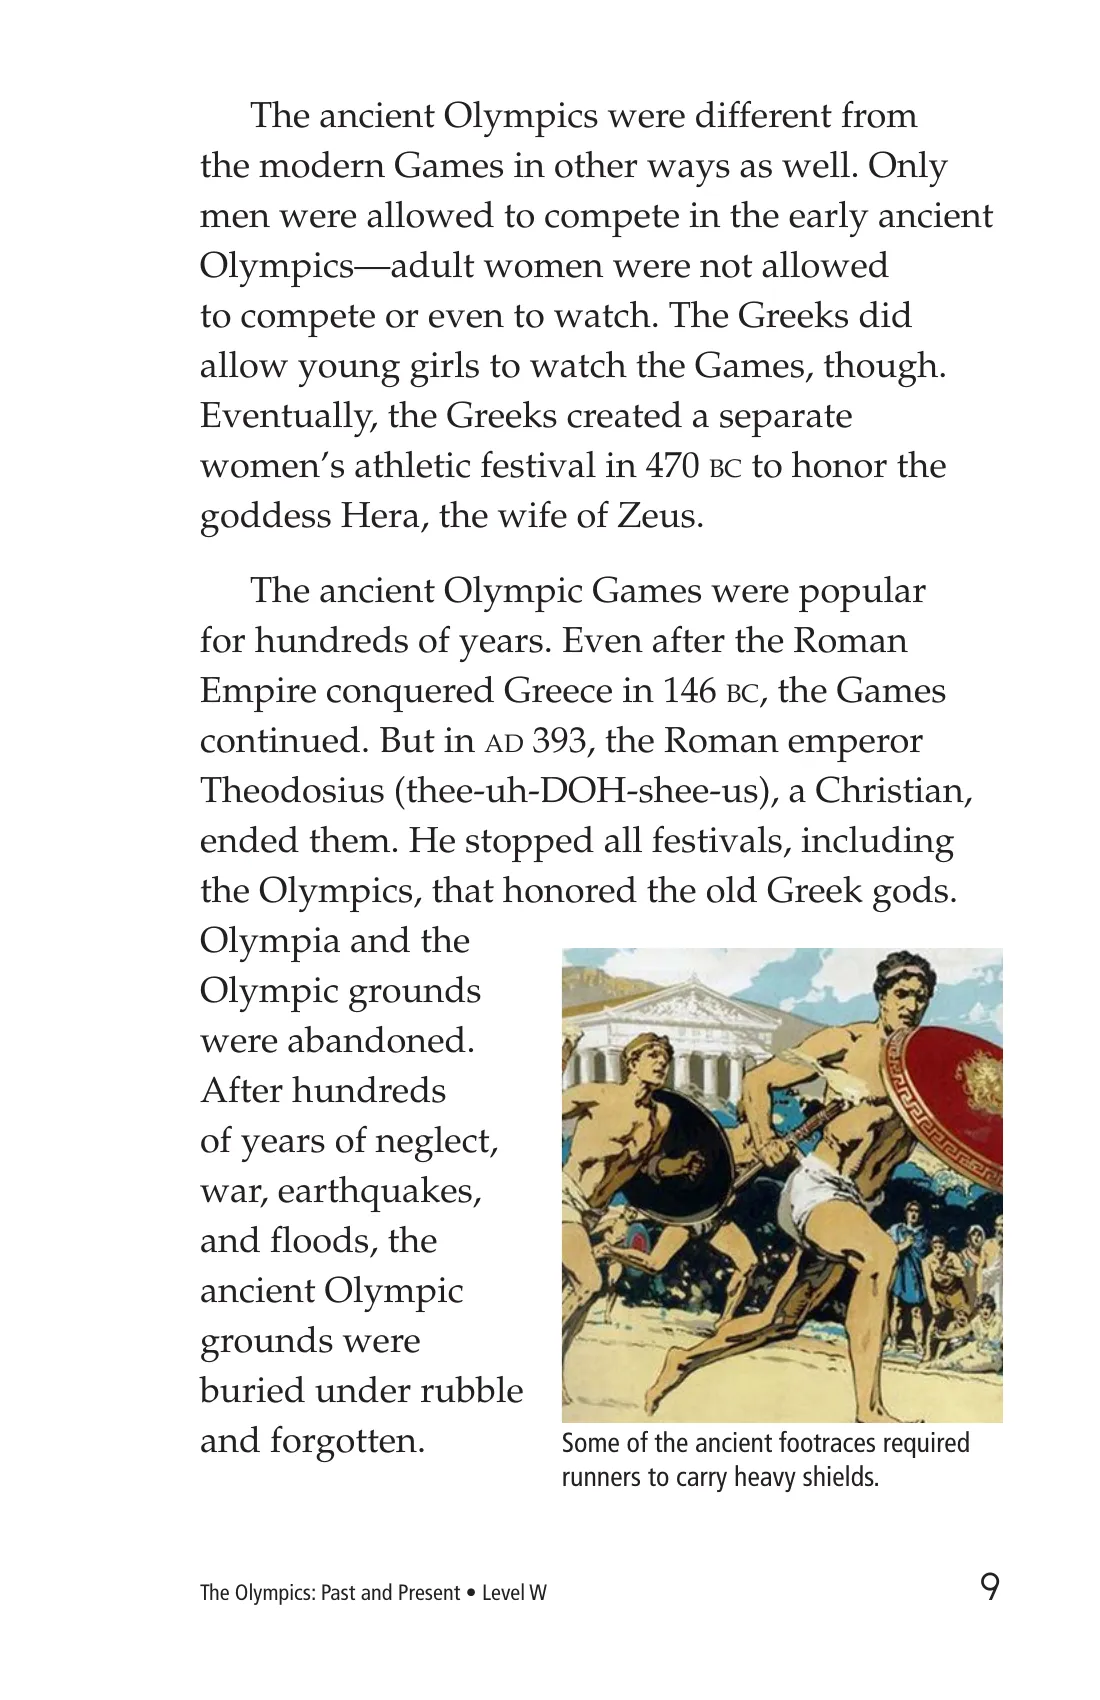 The ancient Olympics were different from
the modern Games in other ways as well. Only
men were allowed to compete in the early ancient
Olympics—adult women were not allowed
to compete or even to watch. The Greeks did
allow young girls to watch the Games, though.
Eventually, the Greeks created a separate
women’s athletic festival in 470 BC to honor the
goddess Hera, the wife of Zeus.
The ancient Olympic Games were popular
for hundreds of years. Even after the Roman
Empire conquered Greece in 146 BC, the Games
continued. But in AD 393, the Roman emperor
Theodosius (thee-uh-DOH-shee-us), a Christian,
ended them. He stopped all festivals, including
the Olympics, that honored the old Greek gods.
Olympia and the
Olympic grounds
were abandoned.
After hundreds
of years of neglect,
war, earthquakes,
and floods, the
ancient Olympic
grounds were
buried under rubble
and forgotten.
Some of the ancient footraces required
runners to carry heavy shields.
The Olympics: Past and Present • Level W
9